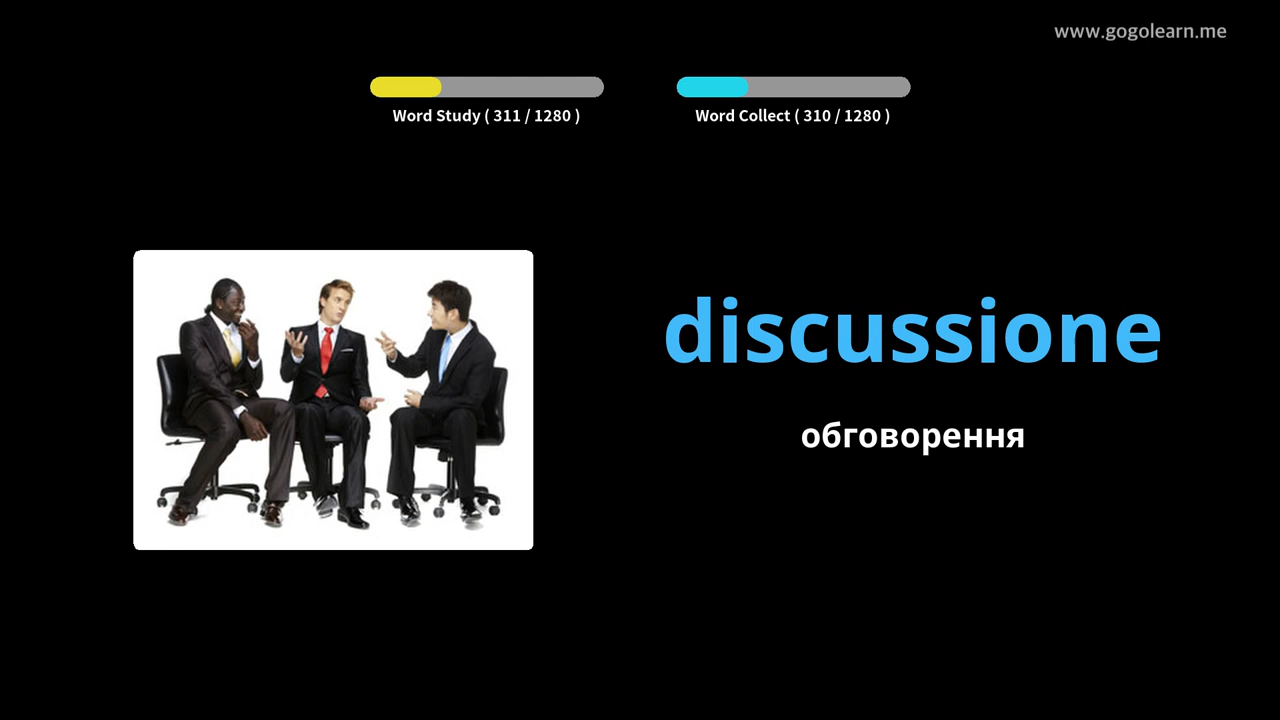 www.gogolearn.me
Word Study ( 311 / 1280 )
Word Collect ( 310 / 1280 )
discussione
обговорення